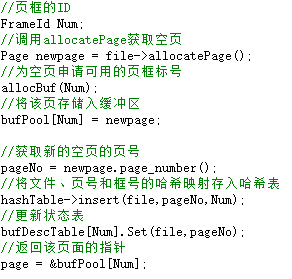 //页框的ID
FrameId Num;
//调用allocatePage获取空页
Page newpage = file->allocatePage();
//为空页申请可用的页框标号
allocBuf(Num);
//将该页存储入缓冲区
bufPool[Num] = newpage;
//获取新的空页的页号
pageNo = newpage.page_number();
//将文件、页号和框号的哈希映射存入哈希表
hashTable->insert(file,pageNo,Num);
//更新状态表
bufDescTable[Num].Set(file,pageNo);
//返回该页面的指针
page = &bufPool[Num];